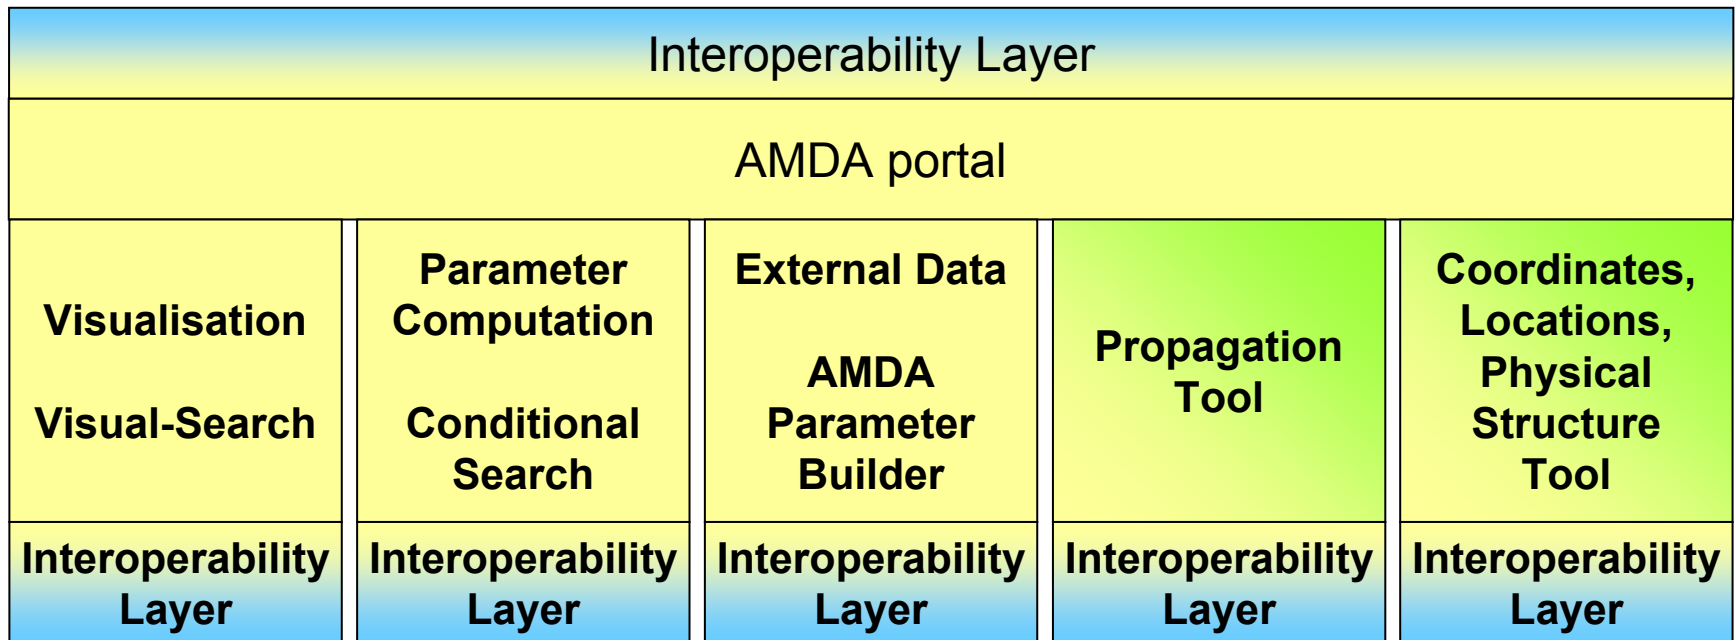 Interoperability Layer
AMDA portal
Visualisation
Visual-Search
Parameter
Computation
Conditional
Search
External Data
AMDA
Parameter
Builder
Propagation
Tool
Coordinates,
Locations,
Physical
Structure
Tool
Interoperability
Layer
Interoperability
Layer
Interoperability
Layer
Interoperability
Layer
Interoperability
Layer